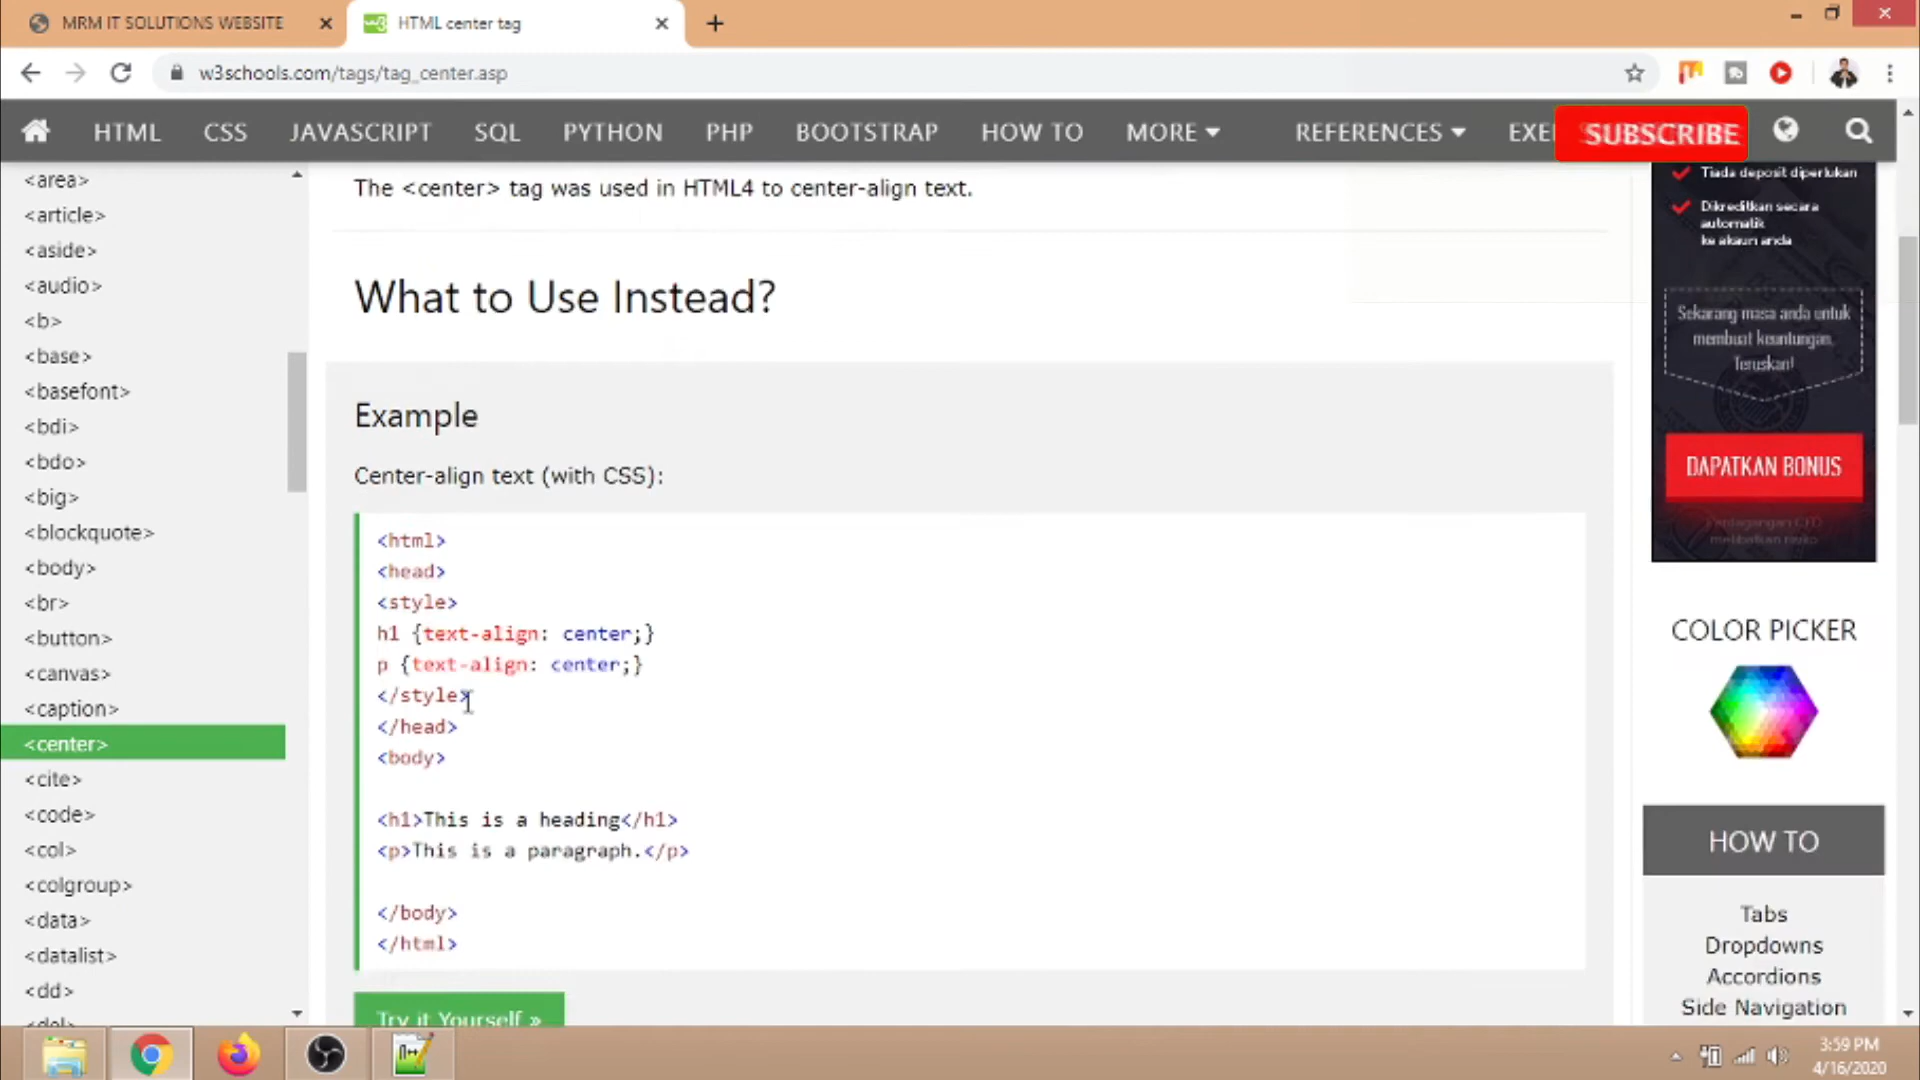 MRM IT SOLUTIONS WEBSITE
HTML center tag
w3schools.com/tags/tag_center.asp
HTML
CSS
JAVASCRIPT
SQL
PYTHON
PHP
BOOTSTRAP
HOW TO
MORE
REFERENCES
EXE
SUBSCRIBE
<area>
<article>
<aside>
<audio>
<b>
<base>
<basefont>
<bdi>
<bdo>
<big>
<blockquote>
<body>
<br>
<button>
<canvas>
<caption>
<center>
<cite>
<code>
<col>
<colgroup>
<data>
<datalist>
<dd>
<del>
The <center> tag was used in HTML4 to center-align text.
What to Use Instead?
Example
Center-align text (with CSS):
<html>
<head>
<style>
h1 {text-align: center;}
p {text-align: center;}
</style>
</head>
<body>
<h1>This is a heading</h1>
<p>This is a paragraph.</p>
</body>
</html>
Try it Yourself »
Tiada deposit diperlukan
Dikreditkan secara
automatik
ke akaun anda
Sekarang masa anda untuk
membuat keuntungan.
Teruskan!
DAPATKAN BONUS
Perdagangan CFD
melibatkan risiko
COLOR PICKER
HOW TO
Tabs
Dropdowns
Accordions
Side Navigation
3:59 PM
4/16/2020